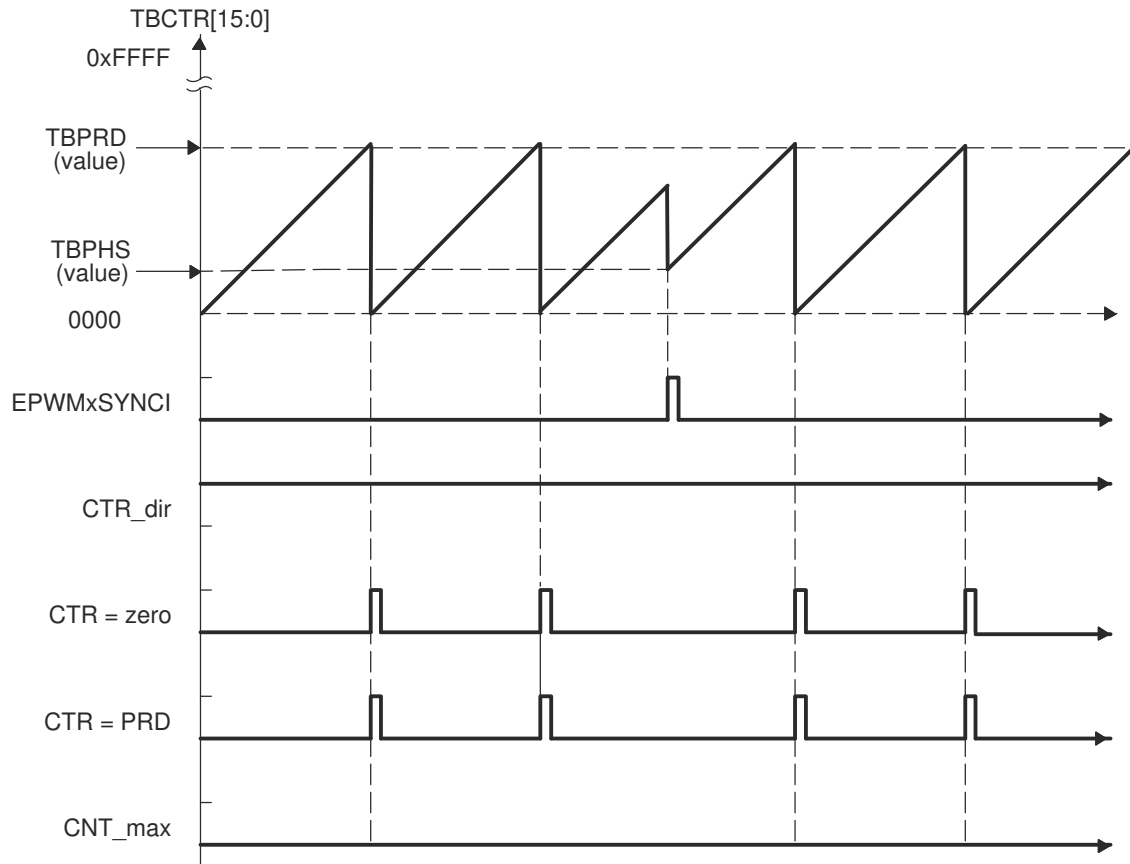 TBCTR[15:0]
0xFFFF
TBPRD
(value)
TBPHS
(value)
0000
EPWMxSYNCI
CTR_dir
CTR = zero
CTR = PRD
CNT_max